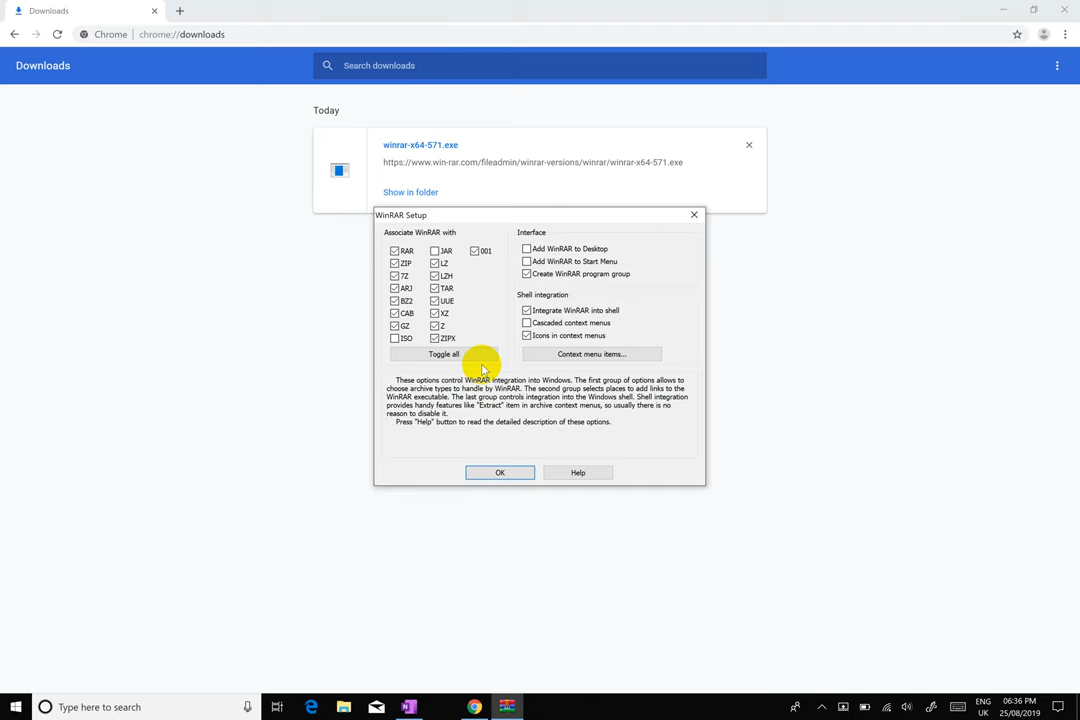 Downloads
Chrome
chrome://downloads
Downloads
Search downloads
Today
winrar-x64-571.exe
https://www.win-rar.com/fileadmin/winrar-versions/winrar/winrar-x64-571.exe
Show in folder
WinRAR Setup
Associate WinRAR with
RAR JAR 001
ZIP LZ
7Z LZH
ARJ TAR
BZ2 UUE
CAB XZ
GZ Z
ISO ZIPX
Toggle all
Interface
Add WinRAR to Desktop
Add WinRAR to Start Menu
Create WinRAR program group
Shell integration
Integrate WinRAR into shell
Cascaded context menus
Icons in context menus
Context menu items...
These options control WinRAR integration into Windows. The first group of options allows to
choose archive types to handle by WinRAR. The second group selects places to add links to the
WinRAR executable. The last group controls integration into the Windows shell. Shell integration
provides handy features like "Extract" item in archive context menus, so usually there is no
reason to disable it.
Press "Help" button to read the detailed description of these options.
OK
Help
Type here to search
ENG
UK
06:36 PM
25/08/2019